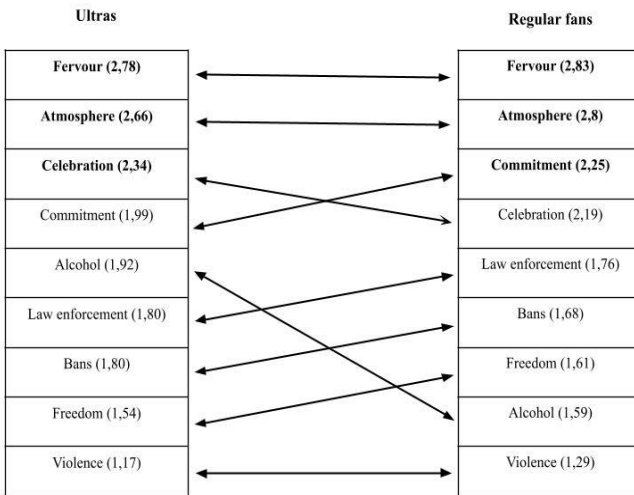 Ultras
Regular fans
Fervour (2,78)
Fervour (2,83)
Atmosphere (2,66)
Atmosphere (2,8)
Celebration (2,34)
Commitment (2,25)
Commitment (1,99)
Celebration (2,19)
Alcohol (1,92)
Law enforcement (1,76)
Law enforcement (1,80)
Bans (1,68)
Bans (1,80)
Freedom (1,61)
Freedom (1,54)
Alcohol (1,59)
Violence (1,17)
Violence (1,29)